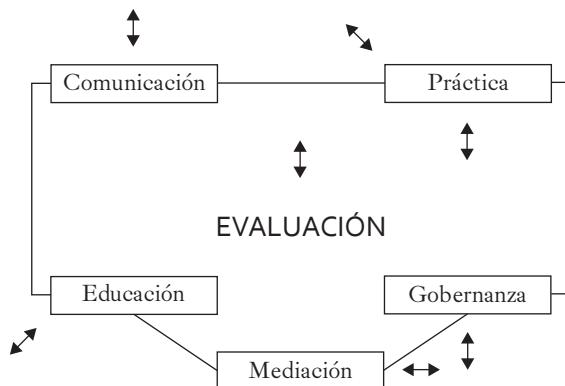 Comunicación
Práctica
EVALUACIÓN
Educación
Gobernanza
Mediación